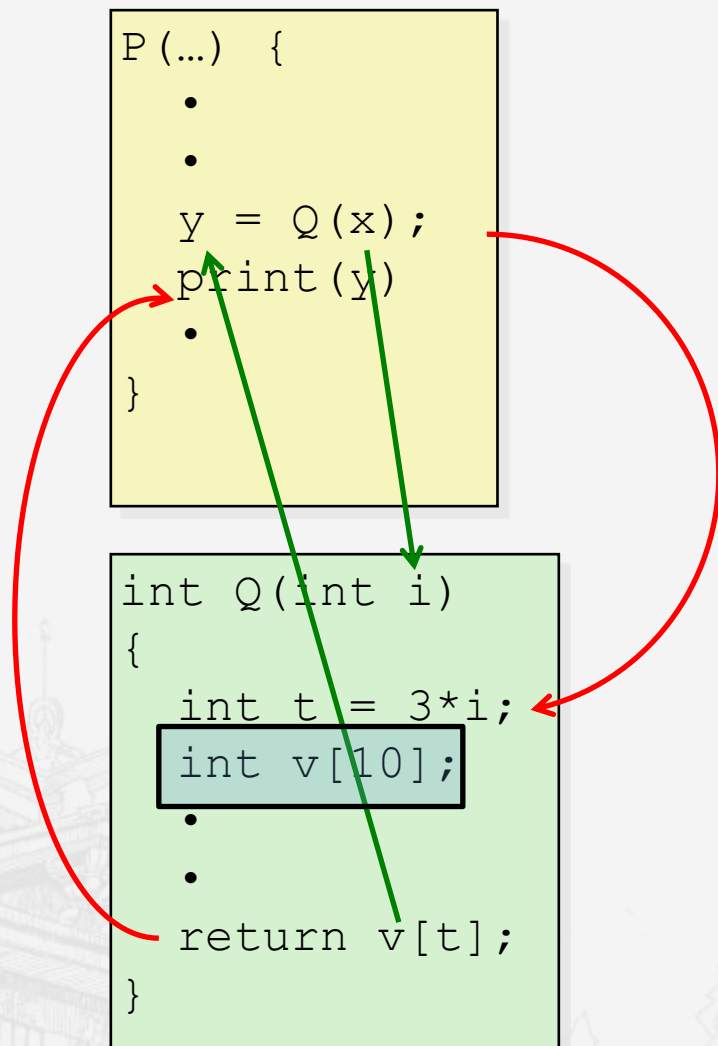 P(…) {
•
•
y = Q(x);
print(y)
•
}
int Q(int i)
{
int t = 3*i;
int v[10];
•
•
return v[t];
}